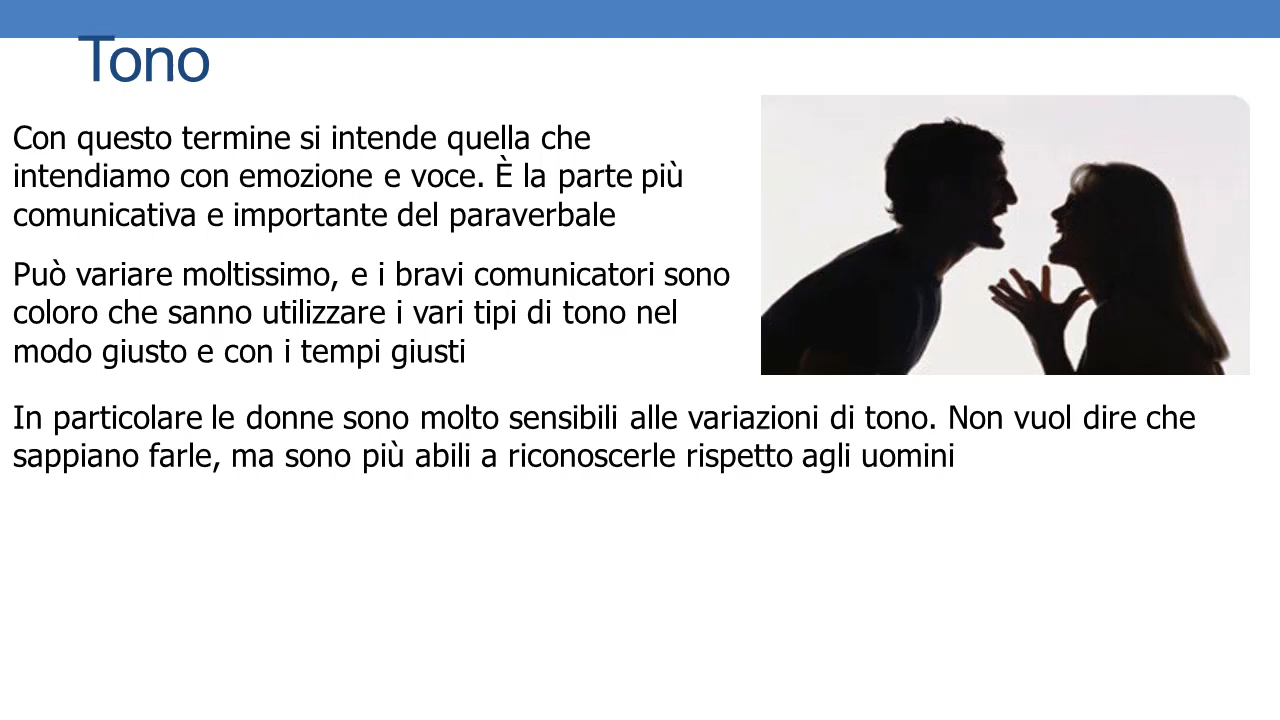 Tono
Con questo termine si intende quella che
intendiamo con emozione e voce. È la parte più
comunicativa e importante del paraverbale
Può variare moltissimo, e i bravi comunicatori sono
coloro che sanno utilizzare i vari tipi di tono nel
modo giusto e con i tempi giusti
In particolare le donne sono molto sensibili alle variazioni di tono. Non vuol dire che
sappiano farle, ma sono più abili a riconoscerle rispetto agli uomini